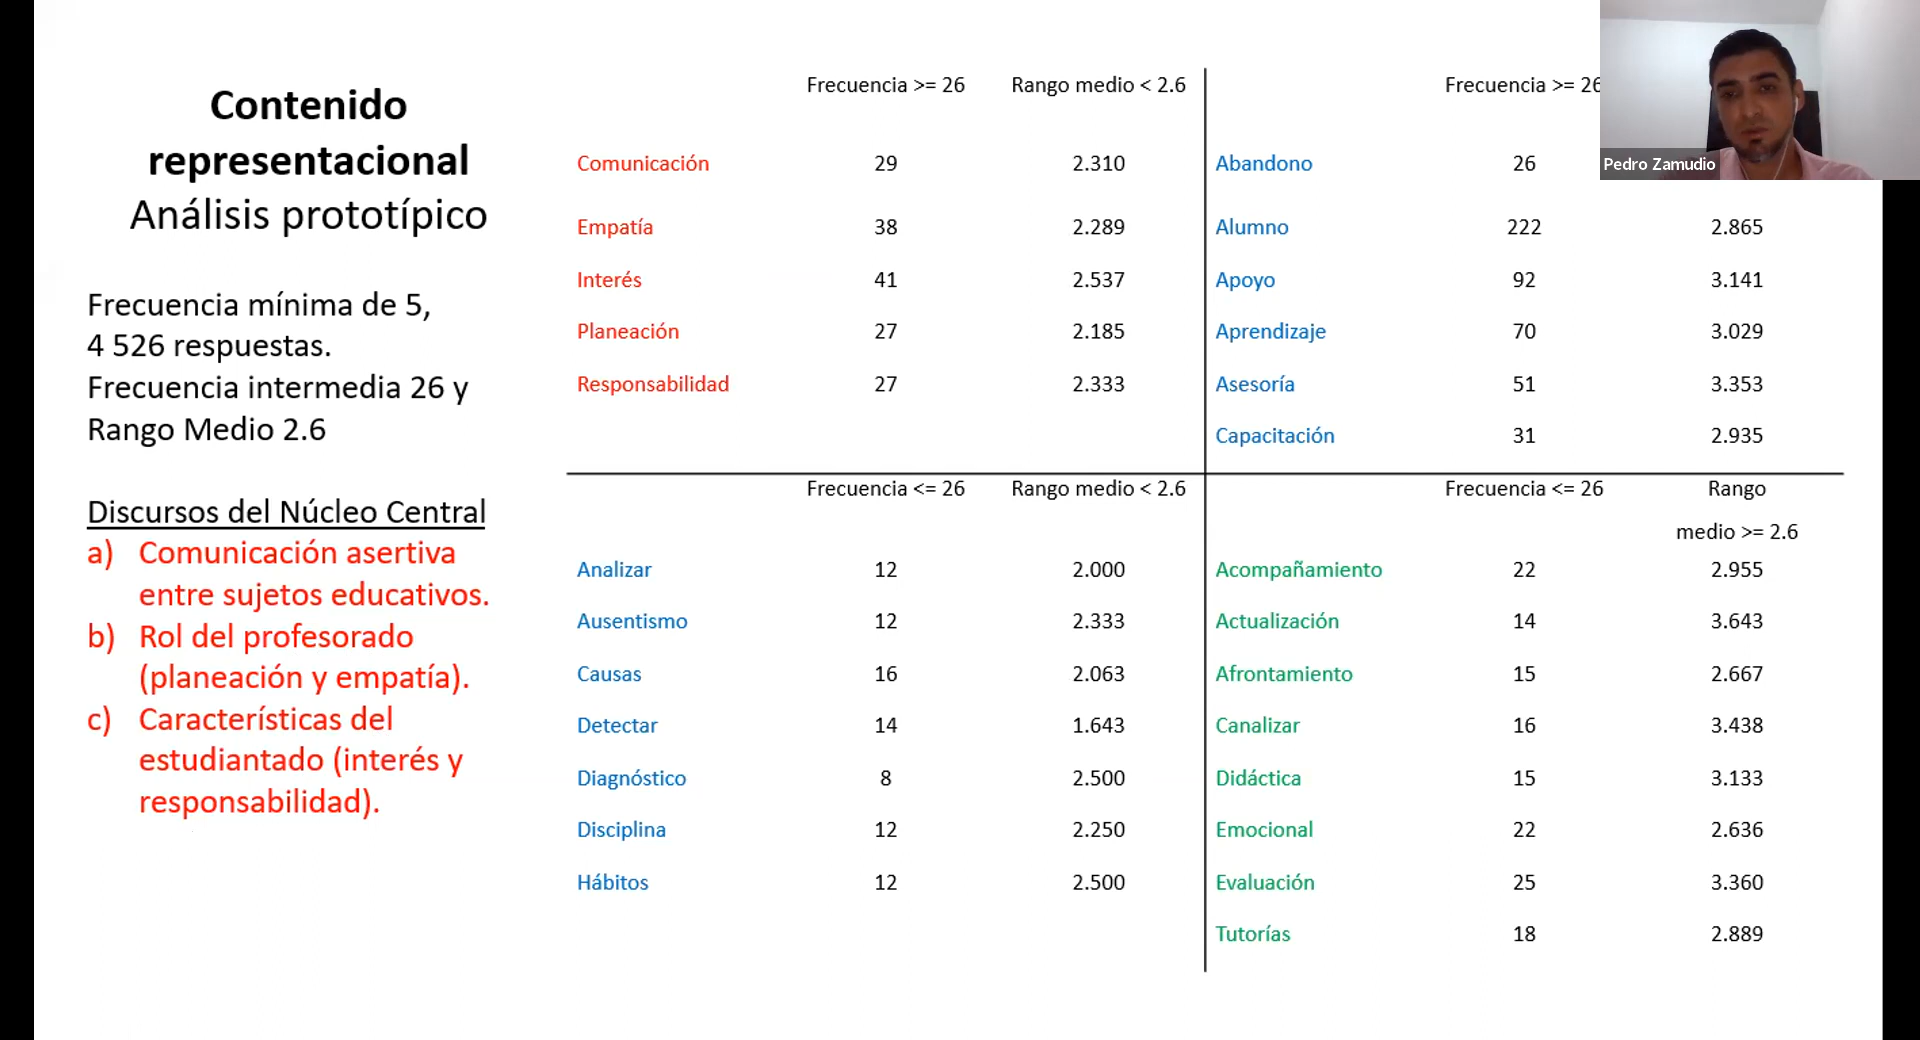 Contenido
representacional
Análisis prototípico
Frecuencia mínima de 5,
4 526 respuestas.
Frecuencia intermedia 26 y
Rango Medio 2.6
Discursos del Núcleo Central
a) Comunicación asertiva
entre sujetos educativos.
b) Rol del profesorado
(planeación y empatía).
c) Características del
estudiantado (interés y
responsabilidad).
Frecuencia >= 26 Rango medio < 2.6
Comunicación 29 2.310
Empatía 38 2.289
Interés 41 2.537
Planeación 27 2.185
Responsabilidad 27 2.333
Frecuencia >= 26
Abandono 26
Alumno 222 2.865
Apoyo 92 3.141
Aprendizaje 70 3.029
Asesoría 51 3.353
Capacitación 31 2.935
Frecuencia <= 26 Rango medio < 2.6
Analizar 12 2.000
Ausentismo 12 2.333
Causas 16 2.063
Detectar 14 1.643
Diagnóstico 8 2.500
Disciplina 12 2.250
Hábitos 12 2.500
Frecuencia <= 26 Rango
medio >= 2.6
Acompañamiento 22 2.955
Actualización 14 3.643
Afrontamiento 15 2.667
Canalizar 16 3.438
Didáctica 15 3.133
Emocional 22 2.636
Evaluación 25 3.360
Tutorías 18 2.889
Pedro Zamudio